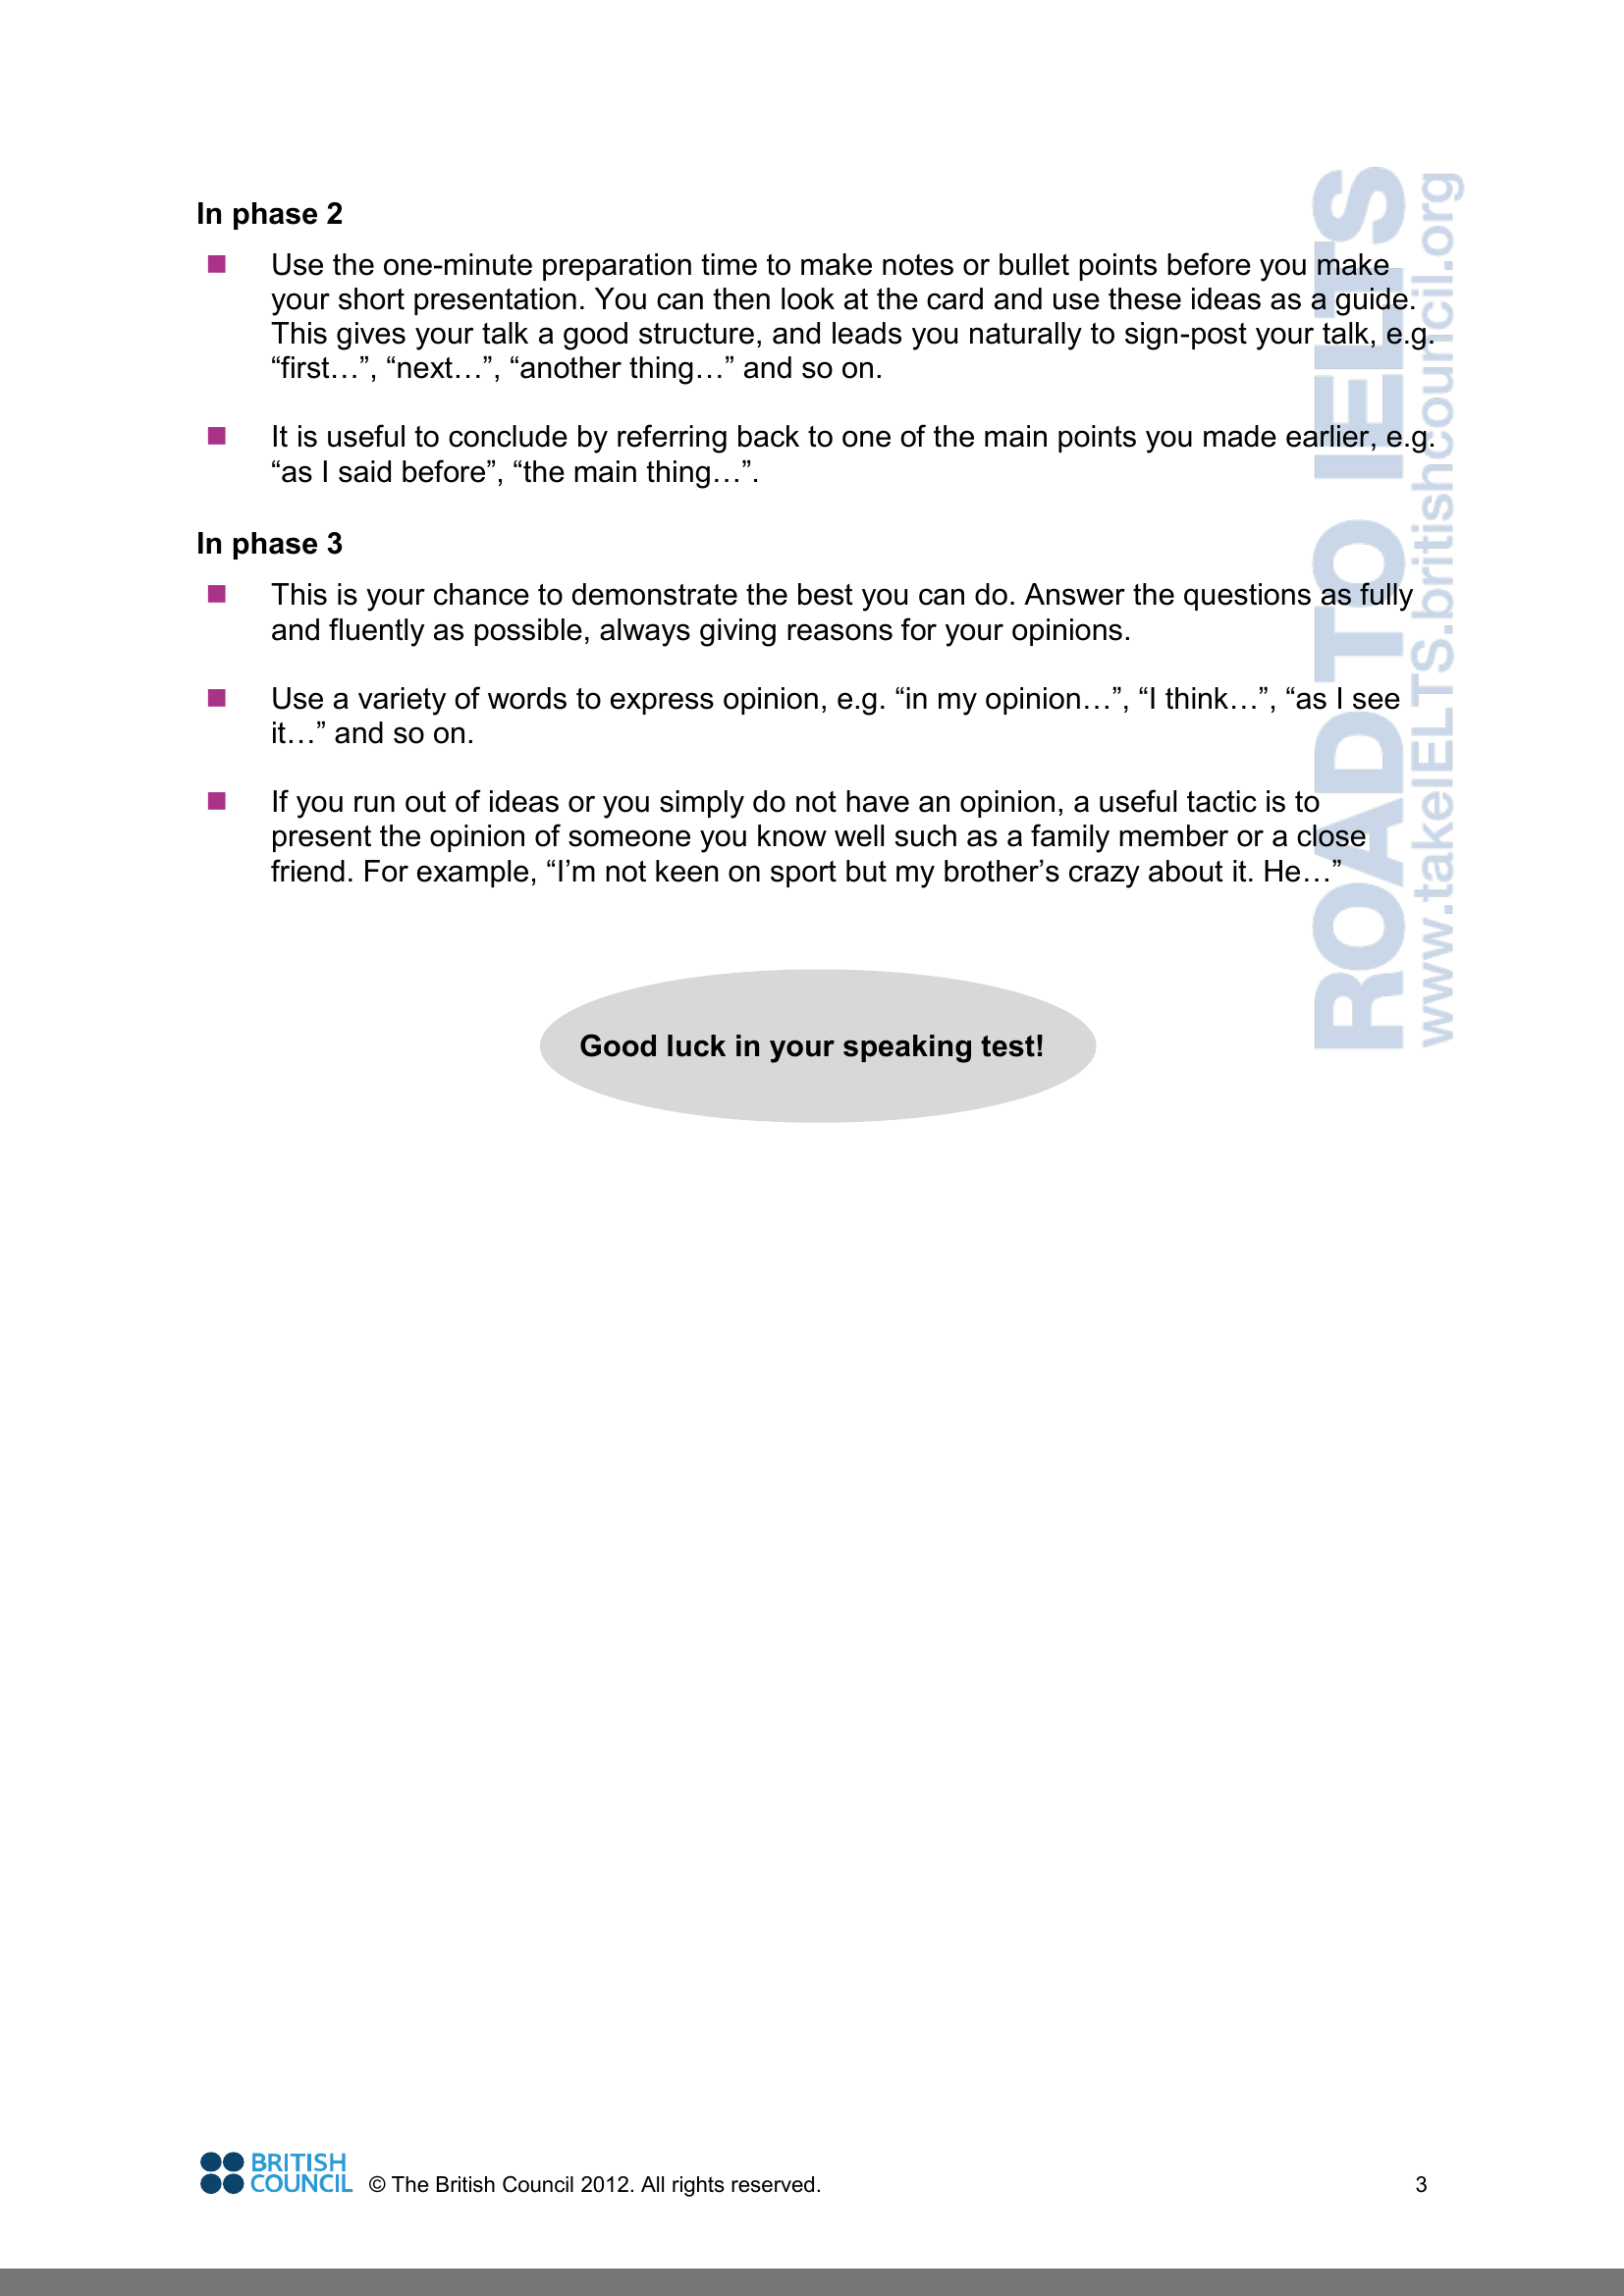 In phase 2
■ Use the one-minute preparation time to make notes or bullet points before you make
your short presentation. You can then look at the card and use these ideas as a guide.
This gives your talk a good structure, and leads you naturally to sign-post your talk, e.g.
“first…”, “next…”, “another thing…” and so on.
■ It is useful to conclude by referring back to one of the main points you made earlier, e.g.
“as I said before”, “the main thing…”.
In phase 3
■ This is your chance to demonstrate the best you can do. Answer the questions as fully
and fluently as possible, always giving reasons for your opinions.
■ Use a variety of words to express opinion, e.g. “in my opinion…”, “I think…”, “as I see
it…” and so on.
■ If you run out of ideas or you simply do not have an opinion, a useful tactic is to
present the opinion of someone you know well such as a family member or a close
friend. For example, “I’m not keen on sport but my brother’s crazy about it. He…”
Good luck in your speaking test!
ROAD TO IELTS
www.takeIELTS.britishcouncil.org
BRITISH
COUNCIL
© The British Council 2012. All rights reserved.
3